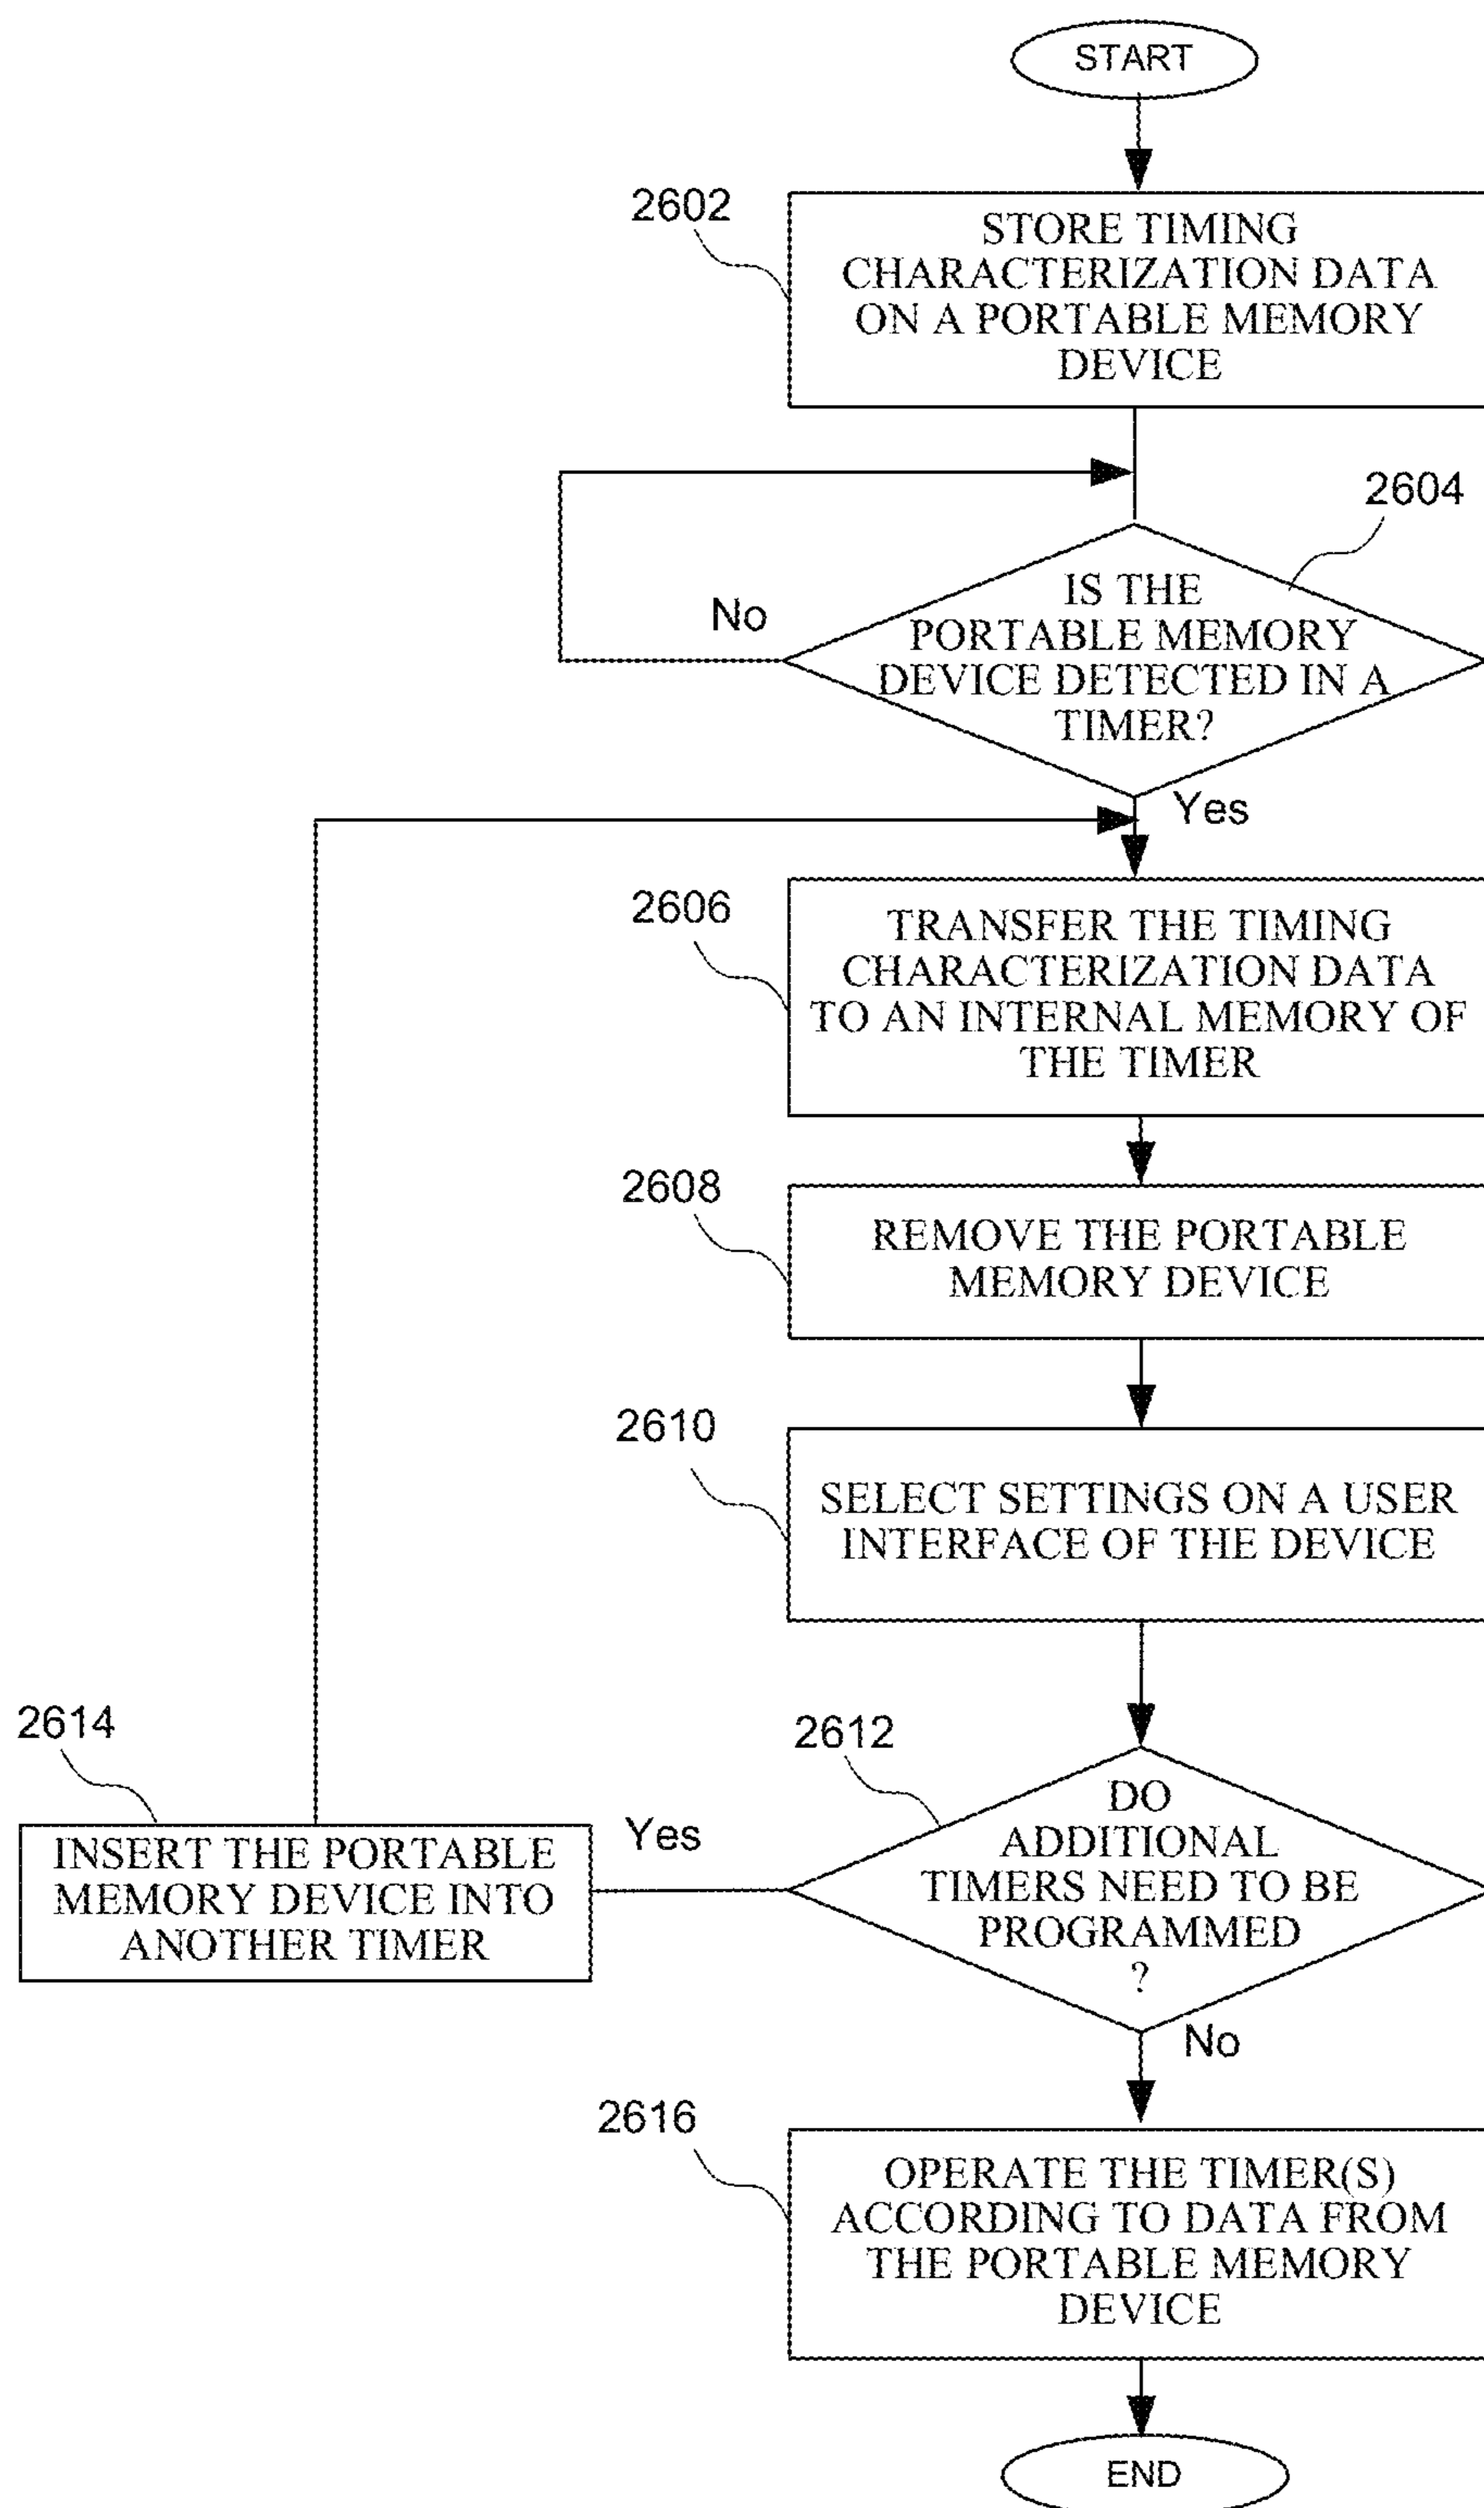 START
2602
STORE TIMING
CHARACTERIZATION DATA
ON A PORTABLE MEMORY
DEVICE
2604
IS THE
PORTABLE MEMORY
DEVICE DETECTED IN A
TIMER?
No
Yes
2606
TRANSFER THE TIMING
CHARACTERIZATION DATA
TO AN INTERNAL MEMORY OF
THE TIMER
2608
REMOVE THE PORTABLE
MEMORY DEVICE
2610
SELECT SETTINGS ON A USER
INTERFACE OF THE DEVICE
2612
DO
ADDITIONAL
TIMERS NEED TO BE
PROGRAMMED
?
Yes
2614
INSERT THE PORTABLE
MEMORY DEVICE INTO
ANOTHER TIMER
No
2616
OPERATE THE TIMER(S)
ACCORDING TO DATA FROM
THE PORTABLE MEMORY
DEVICE
END